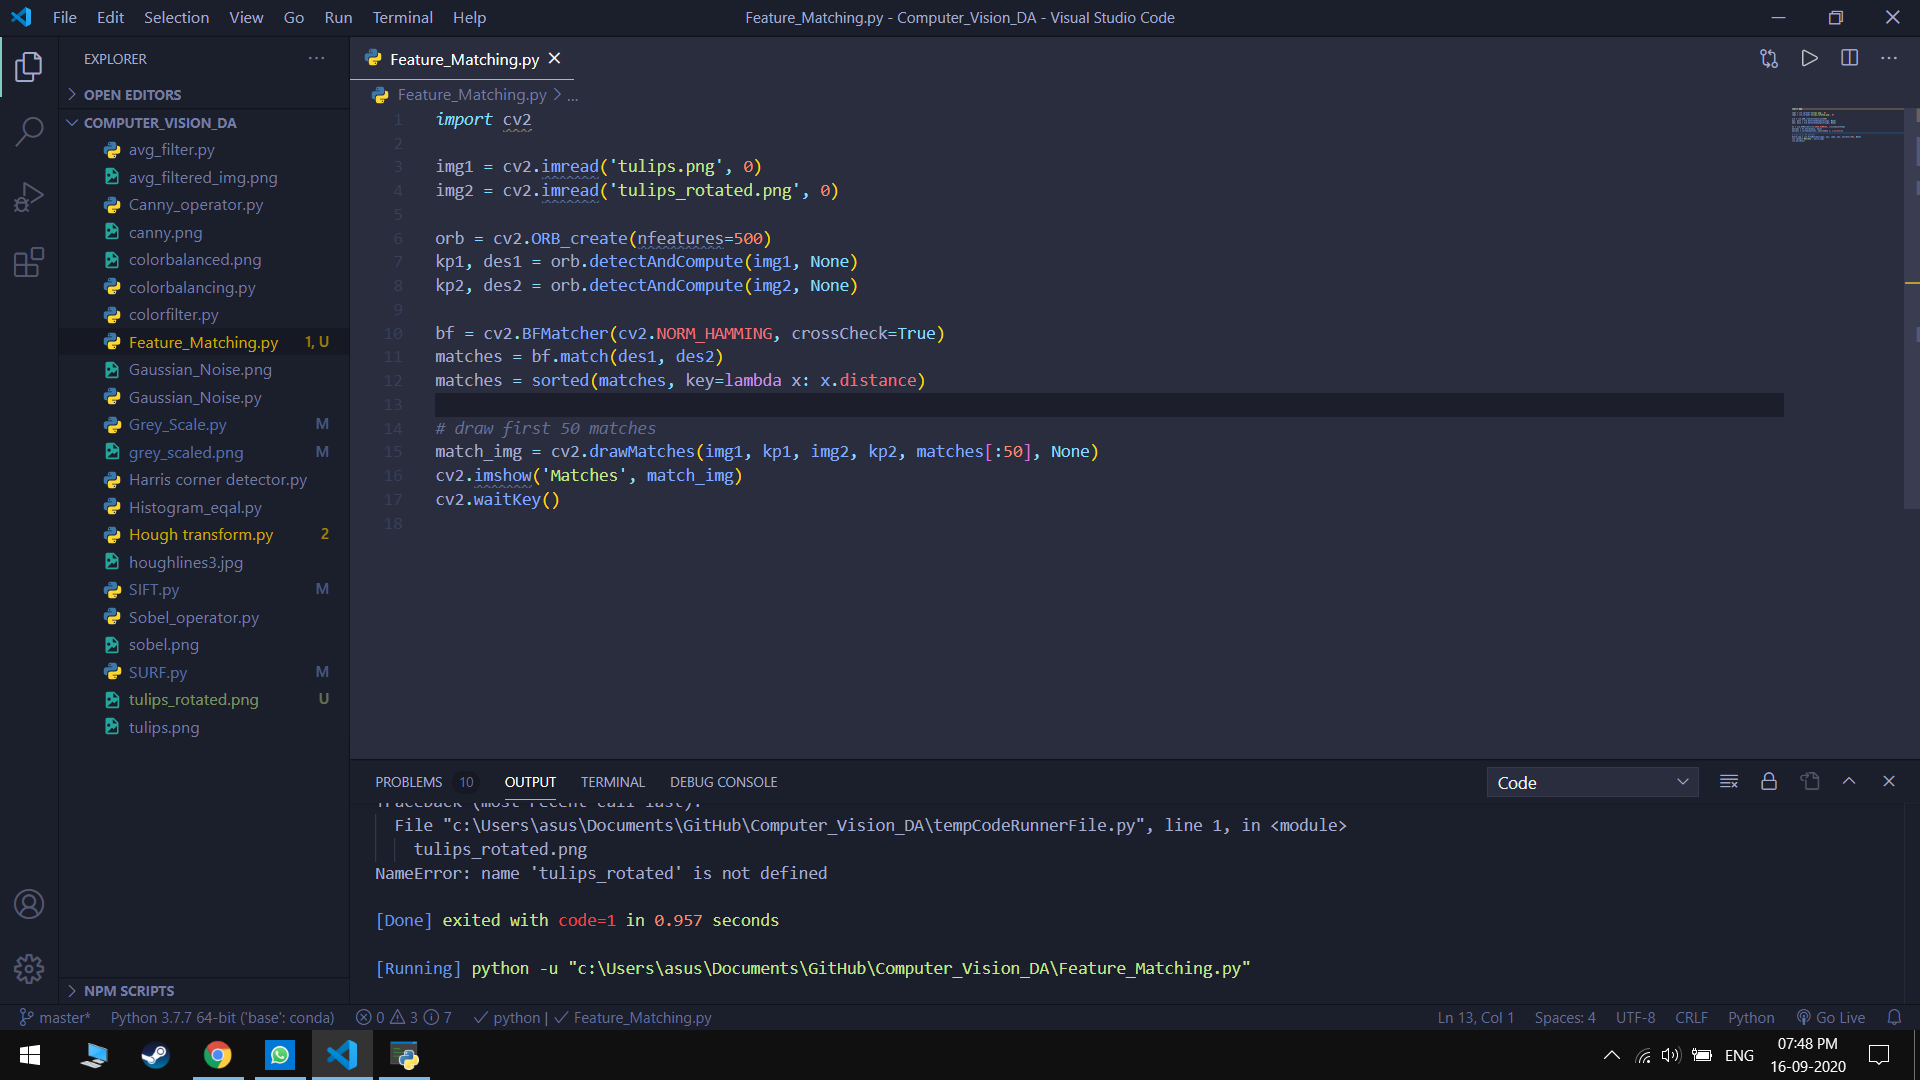 File Edit Selection View Go Run Terminal Help
Feature_Matching.py - Computer_Vision_DA - Visual Studio Code
EXPLORER
OPEN EDITORS
COMPUTER_VISION_DA
avg_filter.py
avg_filtered_img.png
Canny_operator.py
canny.png
colorbalanced.png
colorbalancing.py
colorfilter.py
Feature_Matching.py 1, U
Gaussian_Noise.png
Gaussian_Noise.py
Grey_Scale.py M
grey_scaled.png M
Harris corner detector.py
Histogram_eqal.py
Hough transform.py 2
houghlines3.jpg
SIFT.py M
Sobel_operator.py
sobel.png
SURF.py M
tulips_rotated.png U
tulips.png
NPM SCRIPTS
Feature_Matching.py
Feature_Matching.py > ...
1 import cv2
2
3 img1 = cv2.imread('tulips.png', 0)
4 img2 = cv2.imread('tulips_rotated.png', 0)
5
6 orb = cv2.ORB_create(nfeatures=500)
7 kp1, des1 = orb.detectAndCompute(img1, None)
8 kp2, des2 = orb.detectAndCompute(img2, None)
9
10 bf = cv2.BFMatcher(cv2.NORM_HAMMING, crossCheck=True)
11 matches = bf.match(des1, des2)
12 matches = sorted(matches, key=lambda x: x.distance)
13
14 # draw first 50 matches
15 match_img = cv2.drawMatches(img1, kp1, img2, kp2, matches[:50], None)
16 cv2.imshow('Matches', match_img)
17 cv2.waitKey()
18
PROBLEMS 10 OUTPUT TERMINAL DEBUG CONSOLE Code
Traceback (most recent call last):
File "c:\Users\asus\Documents\GitHub\Computer_Vision_DA\tempCodeRunnerFile.py", line 1, in <module>
tulips_rotated.png
NameError: name 'tulips_rotated' is not defined
[Done] exited with code=1 in 0.957 seconds
[Running] python -u "c:\Users\asus\Documents\GitHub\Computer_Vision_DA\Feature_Matching.py"
master* Python 3.7.7 64-bit ('base': conda) 0 3 7 python | Feature_Matching.py
Ln 13, Col 1 Spaces: 4 UTF-8 CRLF Python Go Live
ENG
07:48 PM
16-09-2020